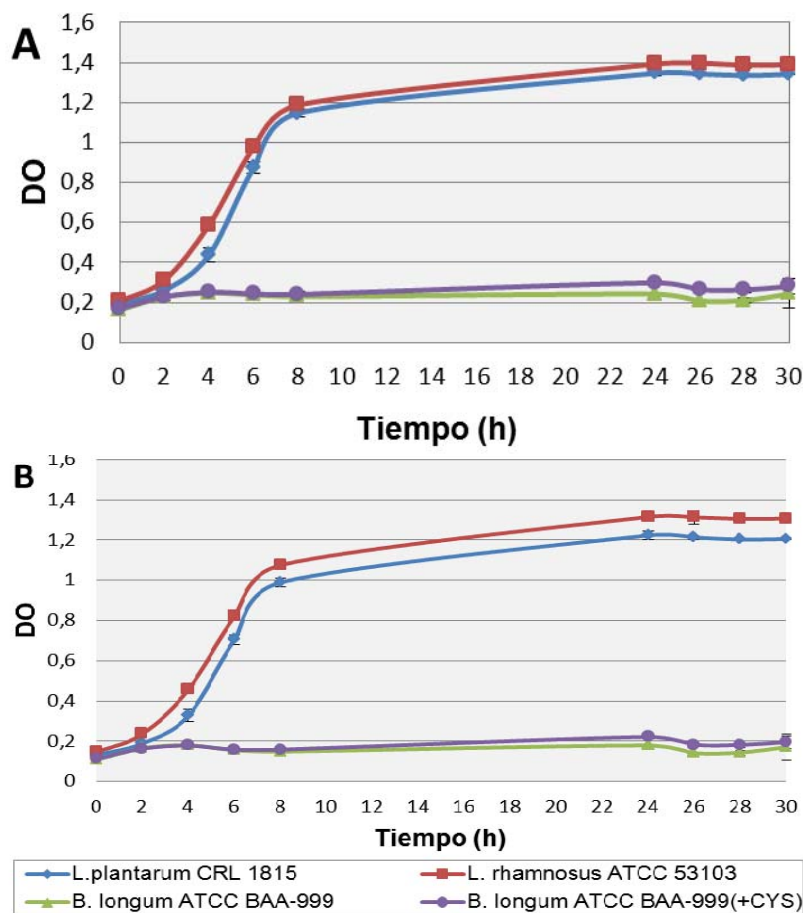 A
1,6
1,4
1,2
1
0,8
0,6
0,4
0,2
0
DO
0 2 4 6 8 10 12 14 16 18 20 22 24 26 28 30
Tiempo (h)
B
1,6
1,4
1,2
1
0,8
0,6
0,4
0,2
0
DO
0 2 4 6 8 10 12 14 16 18 20 22 24 26 28 30
Tiempo (h)
L.plantarum CRL 1815
L. rhamnosus ATCC 53103
B. longum ATCC BAA-999
B. longum ATCC BAA-999(+CYS)